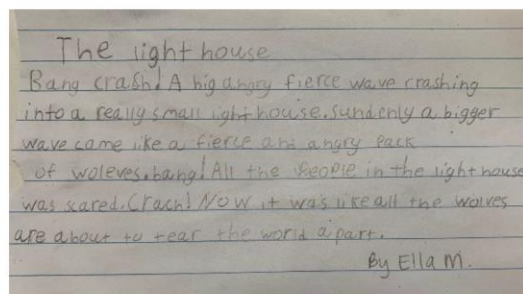 The light house
Bang crash! A big angry fierce wave crashing
into a really small light house. sundenly a bigger
wave come like a fierce and angry pack
of woleves. bang! All the people in the light house
was scared. Crach! Now it was like all the wolves
are about to tear the world apart.
By Ella M.